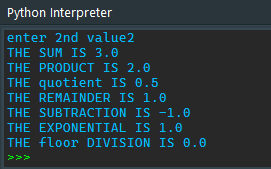 Python Interpreter
enter 2nd value2
THE SUM IS 3.0
THE PRODUCT IS 2.0
THE quotient IS 0.5
THE REMAINDER IS 1.0
THE SUBTRACTION IS -1.0
THE EXPONENTIAL IS 1.0
THE floor DIVISION IS 0.0
>>>